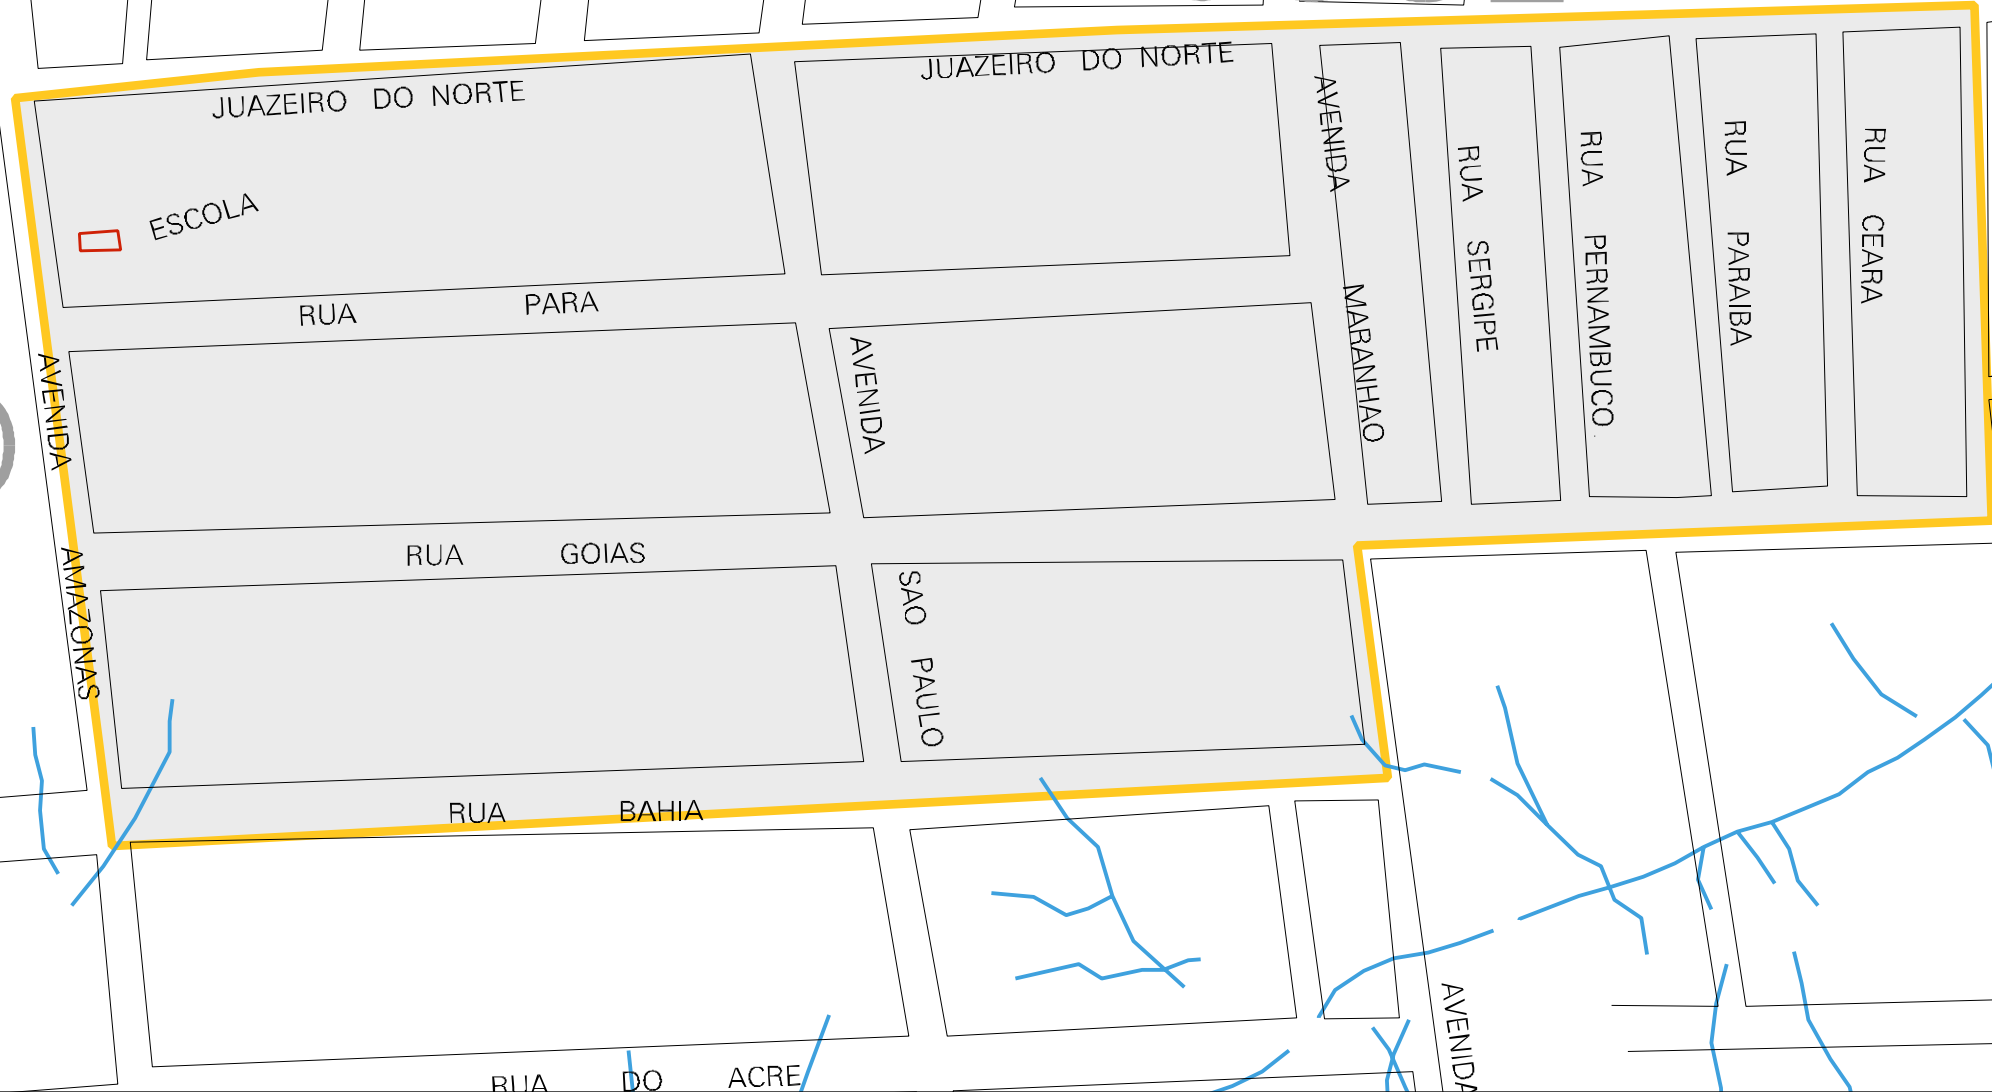 JUAZEIRO DO NORTE
JUAZEIRO DO NORTE
ESCOLA
RUA PARA
AVENIDA AMAZONAS
RUA GOIAS
AVENIDA SAO PAULO
AVENIDA MARANHAO
RUA SERGIPE
RUA PERNAMBUCO
RUA PARAIBA
RUA CEARA
RUA BAHIA
AVENIDA
RUA DO ACRE